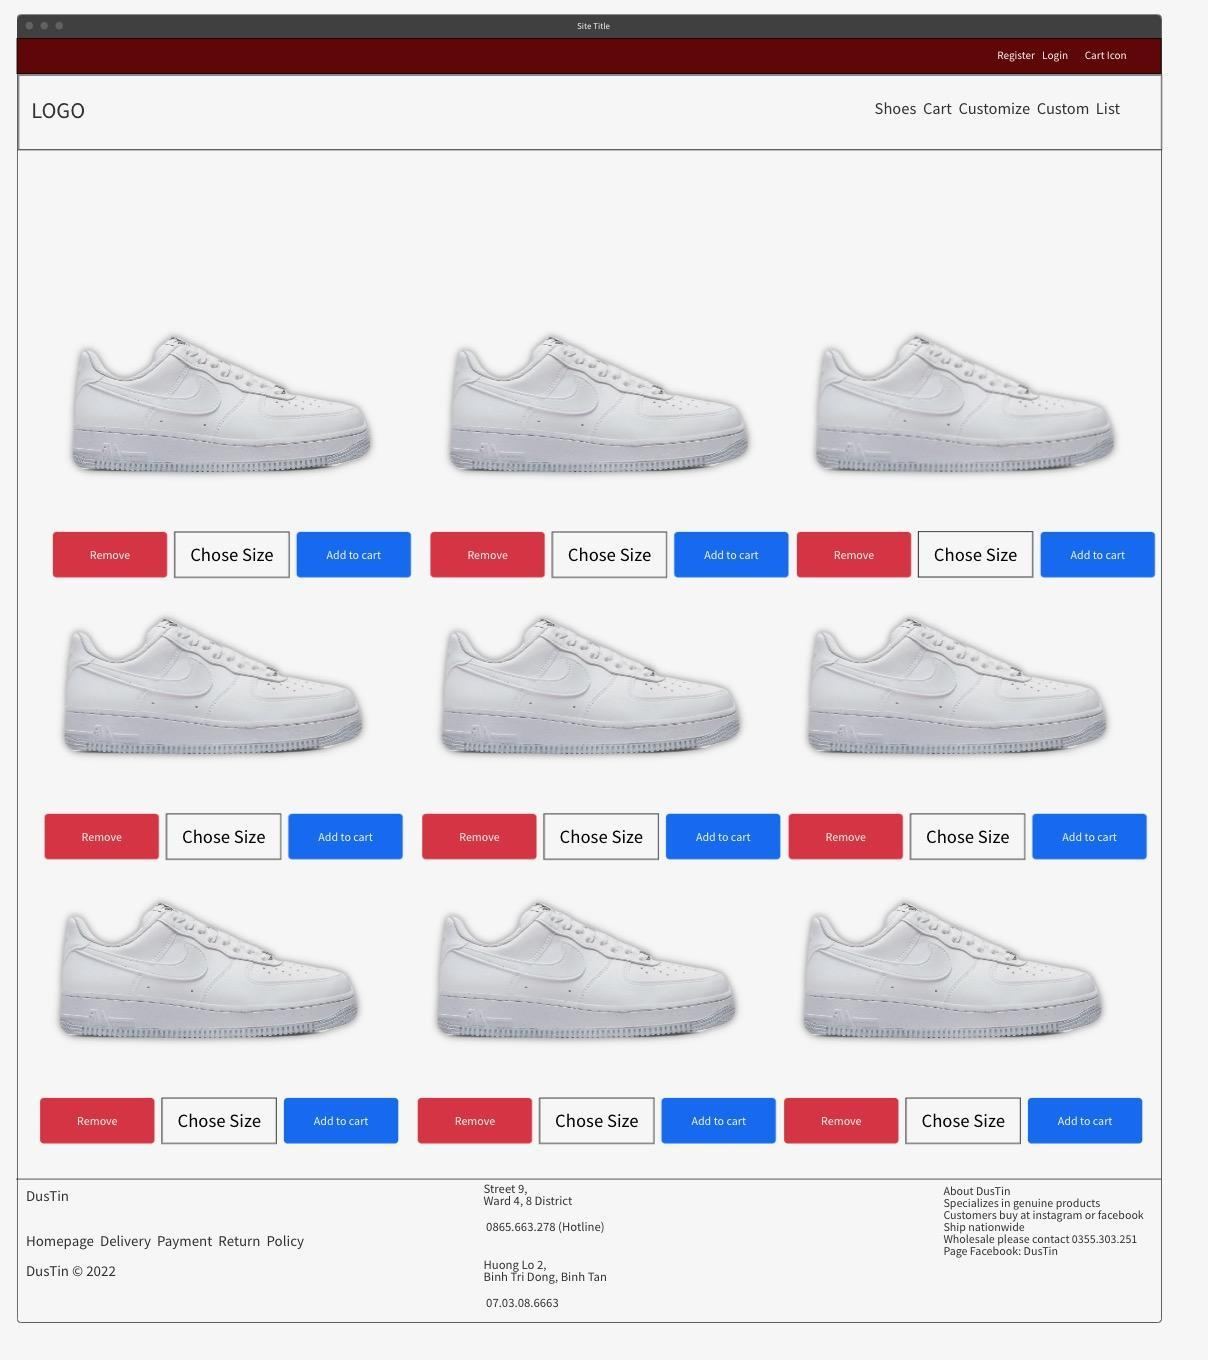 Site Title
Register Login Cart Icon
LOGO
Shoes Cart Customize Custom List
Remove Chose Size Add to cart Remove Chose Size Add to cart Remove Chose Size Add to cart
Remove Chose Size Add to cart Remove Chose Size Add to cart Remove Chose Size Add to cart
Remove Chose Size Add to cart Remove Chose Size Add to cart Remove Chose Size Add to cart
DusTin
Homepage Delivery Payment Return Policy
DusTin © 2022
Street 9,
Ward 4, 8 District
0865.663.278 (Hotline)
Huong Lo 2,
Binh Tri Dong, Binh Tan
07.03.08.6663
About DusTin
Specializes in genuine products
Customers buy at instagram or facebook
Ship nationwide
Wholesale please contact 0355.303.251
Page Facebook: DusTin